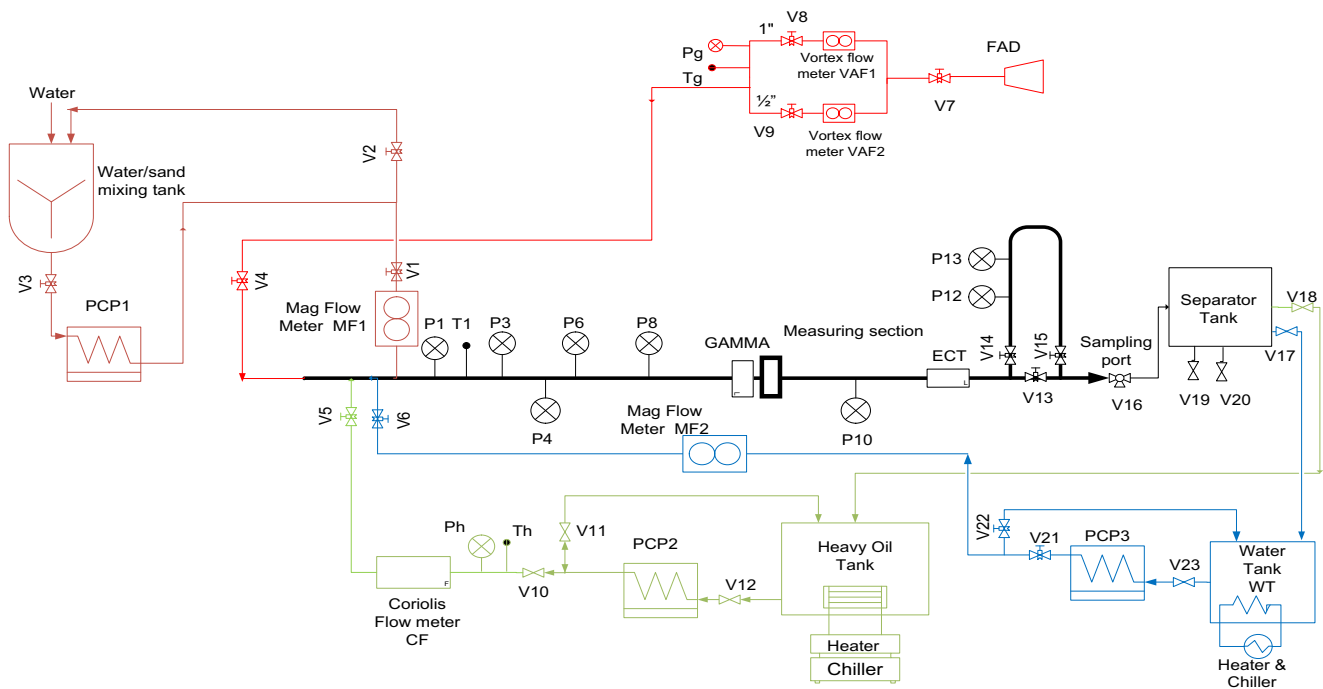 1"
V8
Vortex flow
meter VAF1
FAD
Pg
Tg
V7
½"
V9
Vortex flow
meter VAF2
Water
Water/sand
mixing tank
V2
V3
PCP1
V4
V1
Mag Flow
Meter MF1
P1
T1
P3
P6
P8
P4
GAMMA
Measuring section
P10
ECT
P13
P12
V14
V15
V13
Sampling
port
V16
Separator
Tank
V18
V17
V19
V20
V5
V6
Mag Flow
Meter MF2
Ph
Th
V11
V10
PCP2
V12
Coriolis
Flow meter
CF
F
L
Heavy Oil
Tank
Heater
Chiller
V22
V21
PCP3
V23
Water
Tank
WT
Heater &
Chiller